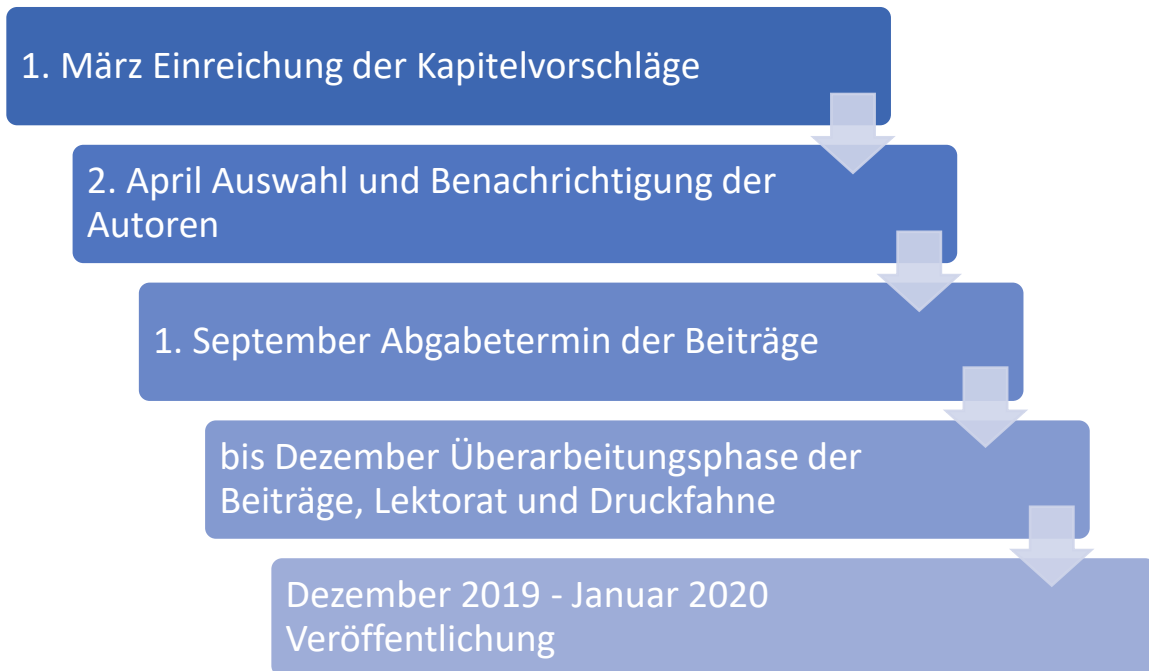 1. März Einreichung der Kapitelvorschläge
2. April Auswahl und Benachrichtigung der
Autoren
1. September Abgabetermin der Beiträge
bis Dezember Überarbeitungsphase der
Beiträge, Lektorat und Druckfahne
Dezember 2019 - Januar 2020
Veröffentlichung